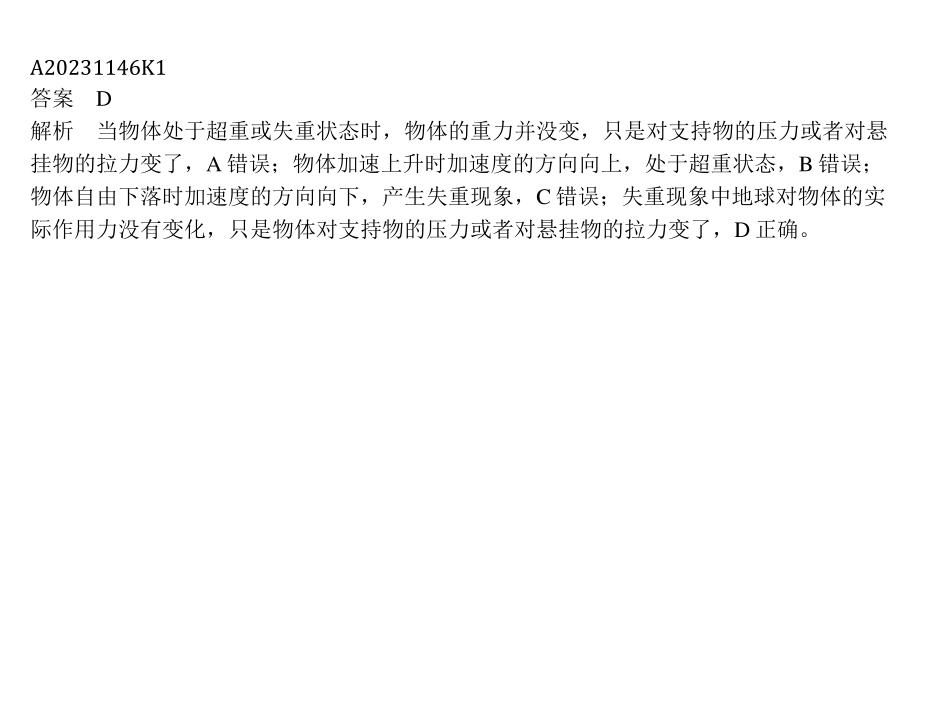 A20231146K1
答案　D
解析　当物体处于超重或失重状态时，物体的重力并没变，只是对支持物的压力或者对悬
挂物的拉力变了，A 错误；物体加速上升时加速度的方向向上，处于超重状态，B 错误；
物体自由下落时加速度的方向向下，产生失重现象，C 错误；失重现象中地球对物体的实
际作用力没有变化，只是物体对支持物的压力或者对悬挂物的拉力变了，D 正确。